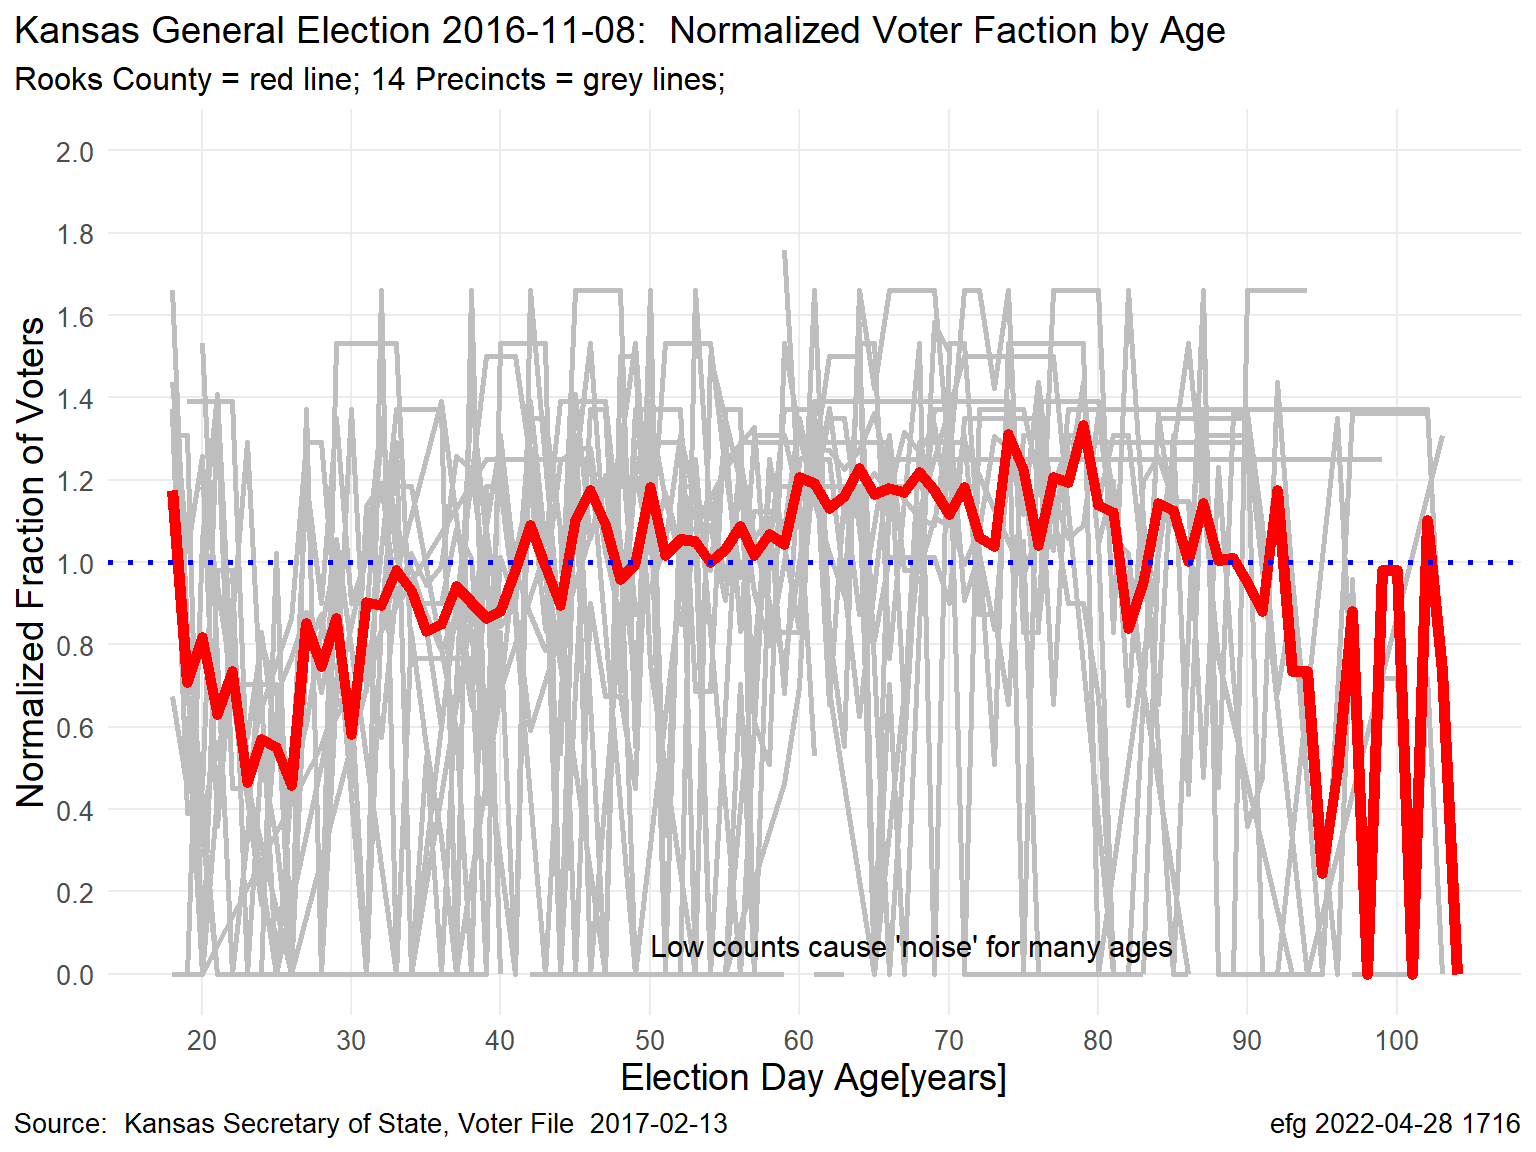 Kansas General Election 2016-11-08:  Normalized Voter Faction by Age
Rooks County = red line; 14 Precincts = grey lines;
Normalized Fraction of Voters
2.0
1.8
1.6
1.4
1.2
1.0
0.8
0.6
0.4
0.2
0.0
Low counts cause 'noise' for many ages
20 30 40 50 60 70 80 90 100
Election Day Age[years]
Source:  Kansas Secretary of State, Voter File  2017-02-13
efg 2022-04-28 1716